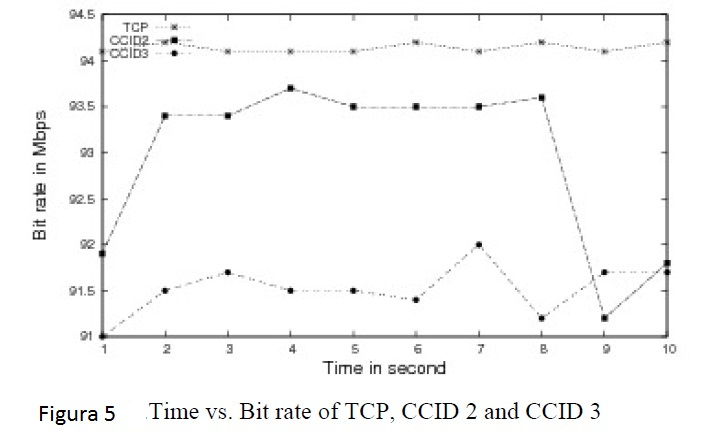 94.5
TCP
CCID2
CCID3
94
93.5
93
92.5
92
91.5
91
Bit rate in Mbps
1 2 3 4 5 6 7 8 9 10
Time in second
Figura 5 .Time vs. Bit rate of TCP, CCID 2 and CCID 3